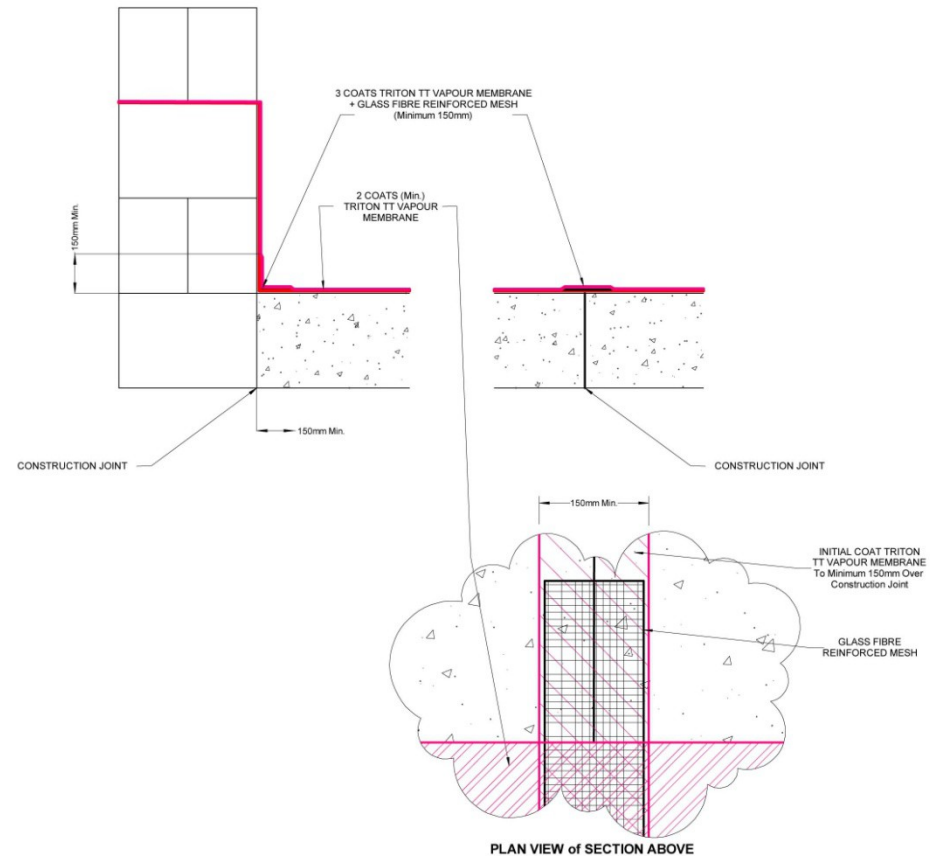 3 COATS TRITON TT VAPOUR MEMBRANE
+ GLASS FIBRE REINFORCED MESH
(Minimum 150mm)
2 COATS (Min.)
TRITON TT VAPOUR
MEMBRANE
150mm Min.
150mm Min.
CONSTRUCTION JOINT
CONSTRUCTION JOINT
150mm Min.
INITIAL COAT TRITON
TT VAPOUR MEMBRANE
To Minimum 150mm Over
Construction Joint
GLASS FIBRE
REINFORCED MESH
PLAN VIEW of SECTION ABOVE